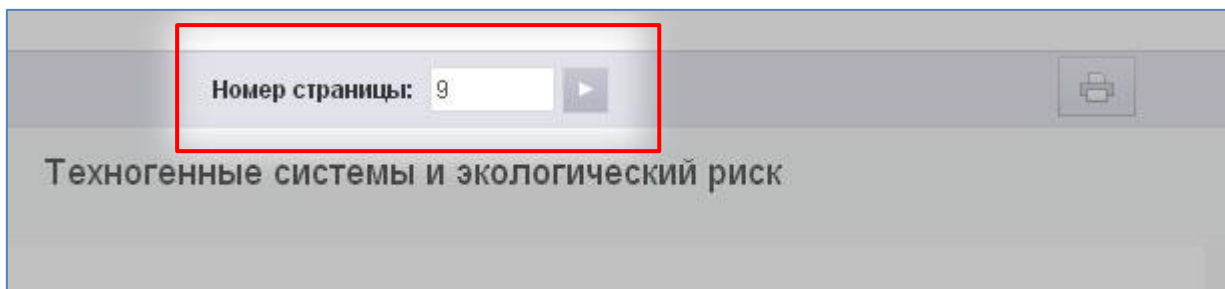 Номер страницы: 9
Техногенные системы и экологический риск